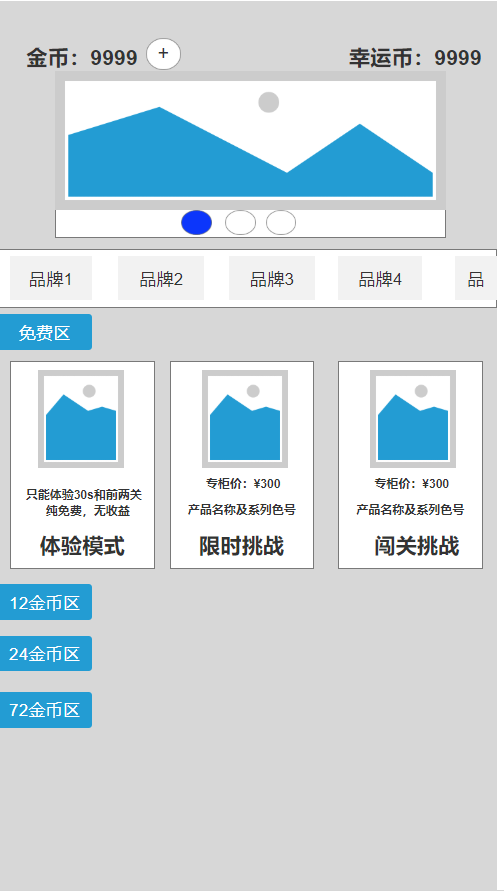 金币：9999 + 幸运币：9999
品牌1 品牌2 品牌3 品牌4 品
免费区
只能体验30s和前两关
纯免费，无收益
体验模式
专柜价：¥300
产品名称及系列色号
限时挑战
专柜价：¥300
产品名称及系列色号
闯关挑战
12金币区
24金币区
72金币区